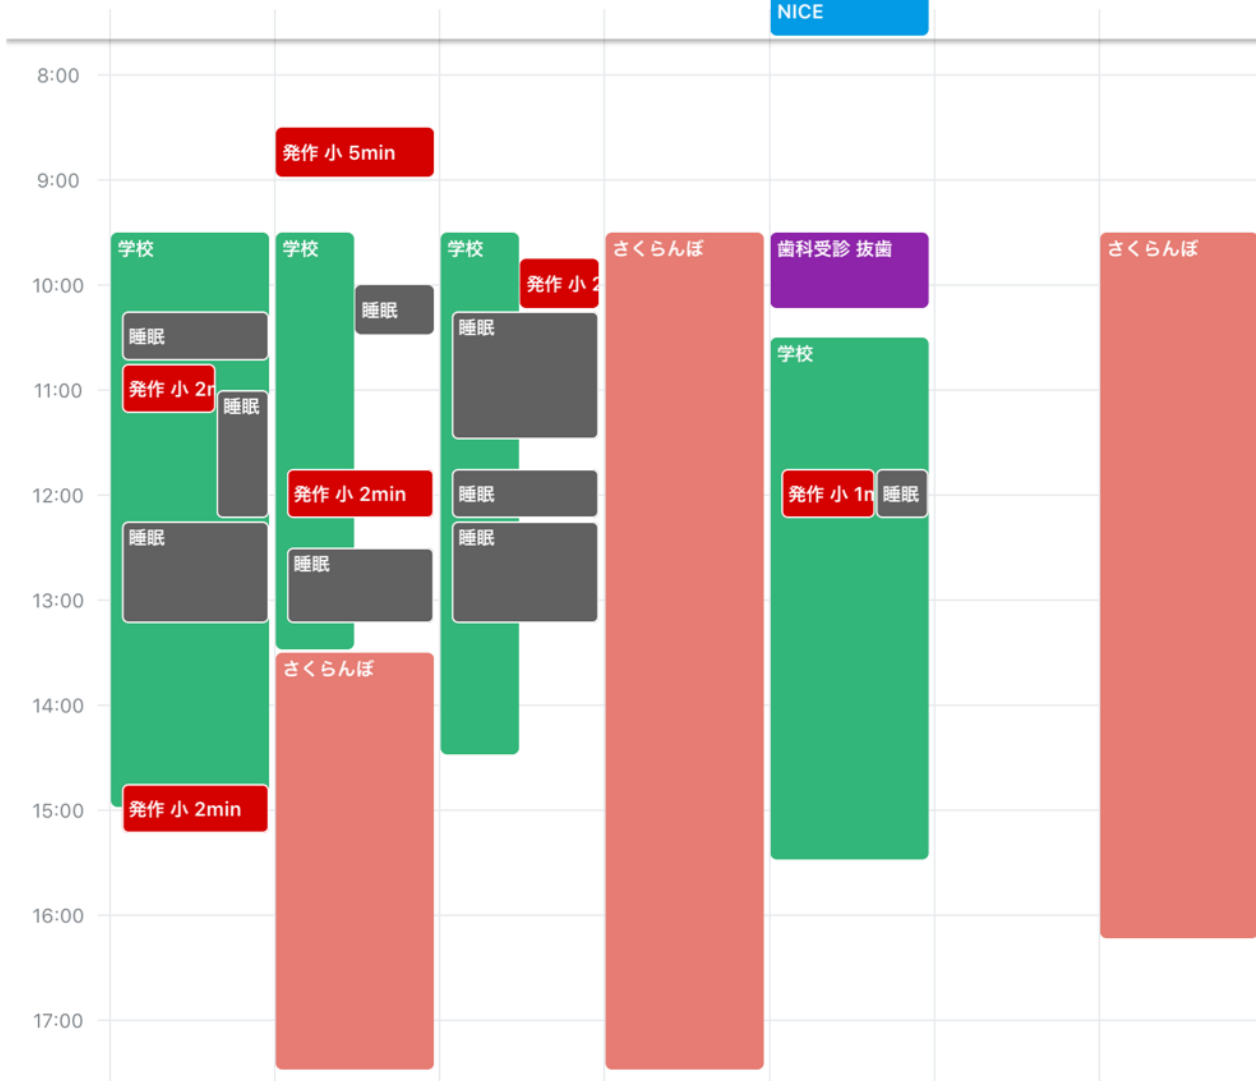 NICE
8:00
9:00
10:00
11:00
12:00
13:00
14:00
15:00
16:00
17:00
学校
睡眠
発作 小 2m
睡眠
睡眠
発作 小 2min
発作 小 5min
学校
睡眠
発作 小 2min
睡眠
さくらんぼ
学校
発作 小 2
睡眠
睡眠
睡眠
さくらんぼ
歯科受診 抜歯
学校
発作 小 1m
睡眠
さくらんぼ